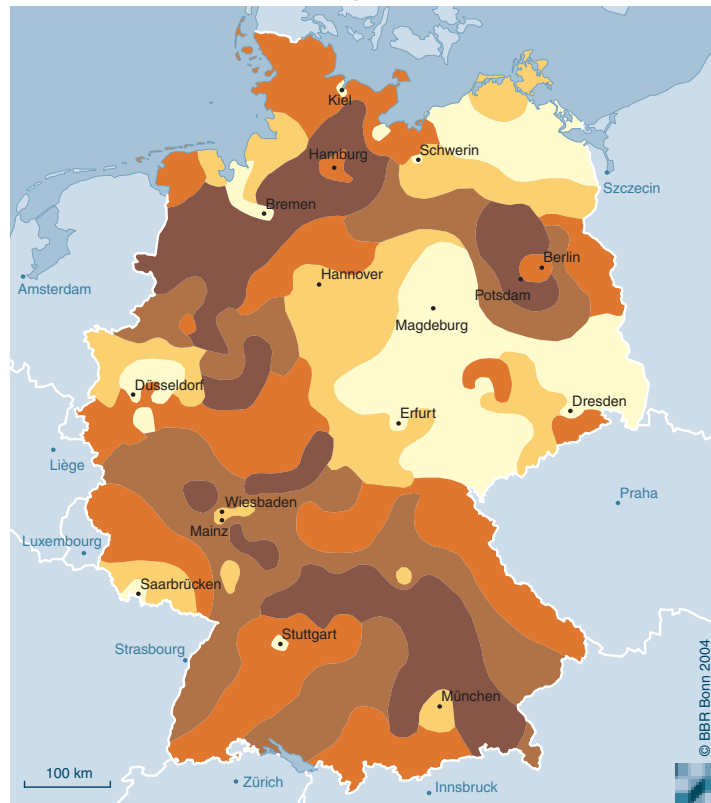 Kiel
Hamburg
Schwerin
Szczecin
Bremen
Berlin
Hannover
Amsterdam
Potsdam
Magdeburg
Düsseldorf
Dresden
Erfurt
Liège
Wiesbaden
Praha
Mainz
Luxembourg
Saarbrücken
Stuttgart
Strasbourg
München
© BBR Bonn 2004
100 km
Zürich
Innsbruck